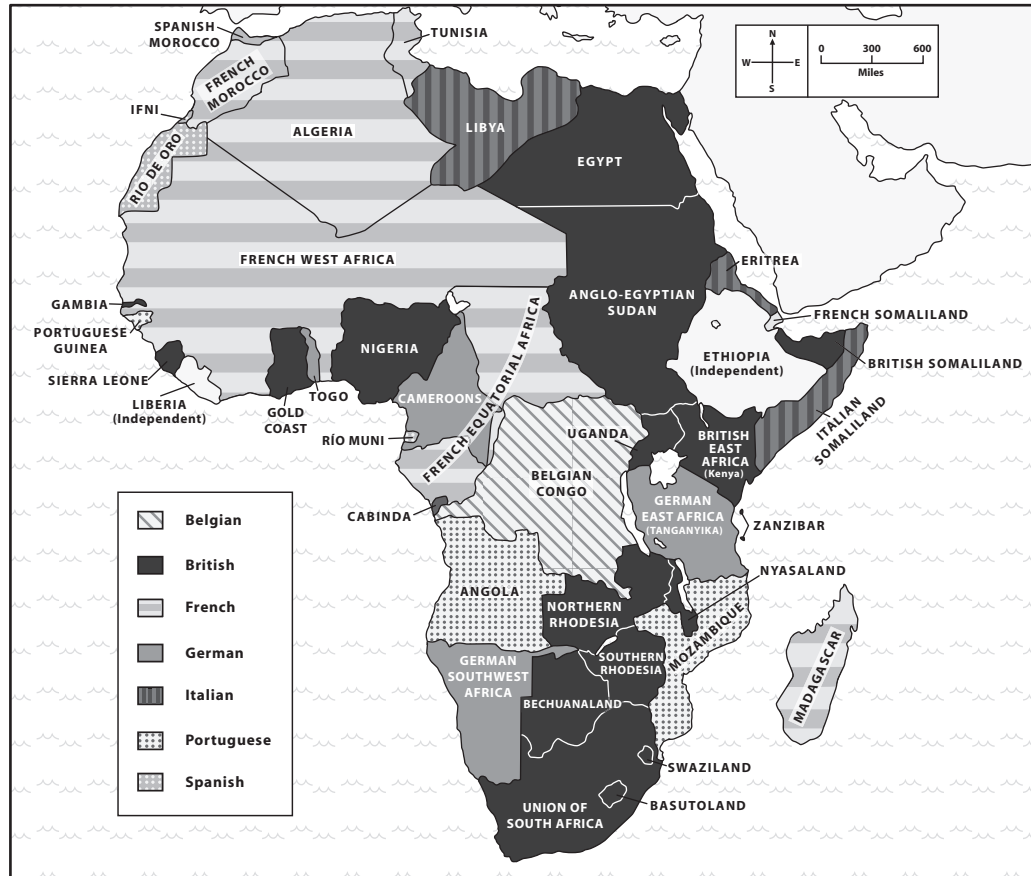 SPANISH
MOROCCO
TUNISIA
FRENCH
MOROCCO
IFNI
ALGERIA
LIBYA
EGYPT
RIO DE ORO
FRENCH WEST AFRICA
ERITREA
ANGLO-EGYPTIAN
SUDAN
GAMBIA
PORTUGUESE
GUINEA
FRENCH SOMALILAND
NIGERIA
ETHIOPIA
(Independent)
BRITISH SOMALILAND
SIERRA LEONE
LIBERIA
(Independent)
GOLD
COAST
TOGO
CAMEROONS
FRENCH EQUATORIAL AFRICA
ITALIAN
SOMALILAND
RÍO MUNI
UGANDA
BRITISH
EAST
AFRICA
(Kenya)
BELGIAN
CONGO
CABINDA
GERMAN
EAST AFRICA
(TANGANYIKA)
ZANZIBAR
NYASALAND
ANGOLA
NORTHERN
RHODESIA
MOZAMBIQUE
SOUTHERN
RHODESIA
GERMAN
SOUTHWEST
AFRICA
BECHUANALAND
MADAGASCAR
SWAZILAND
BASUTOLAND
UNION OF
SOUTH AFRICA
N
W E
S
0 300 600
Miles
Belgian
British
French
German
Italian
Portuguese
Spanish